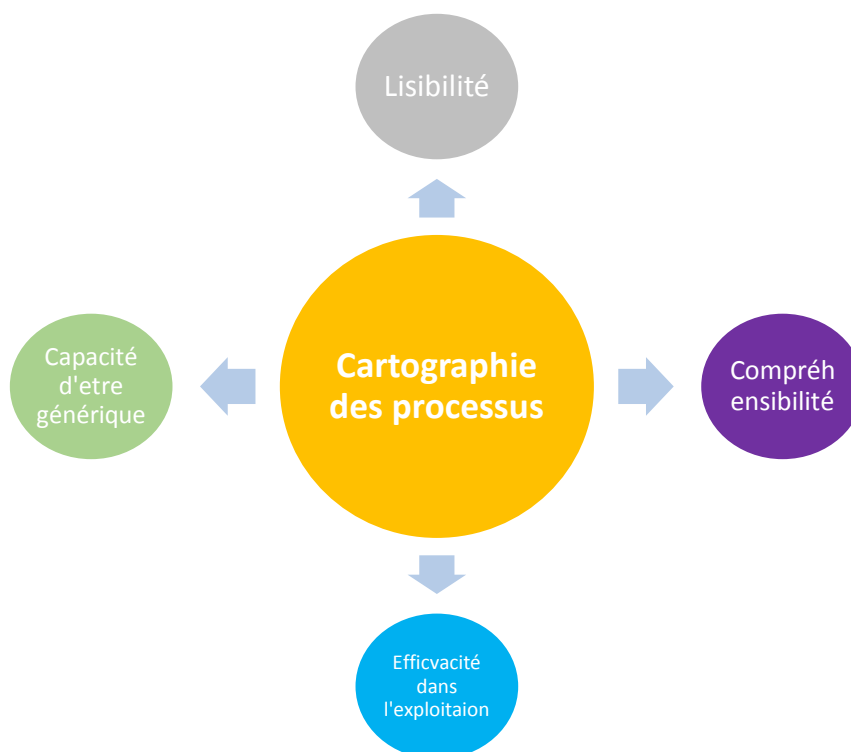 Lisibilité
Capacité
d'etre
générique
Cartographie
des processus
Compréh
ensibilité
Efficvacité
dans
l'exploitaion